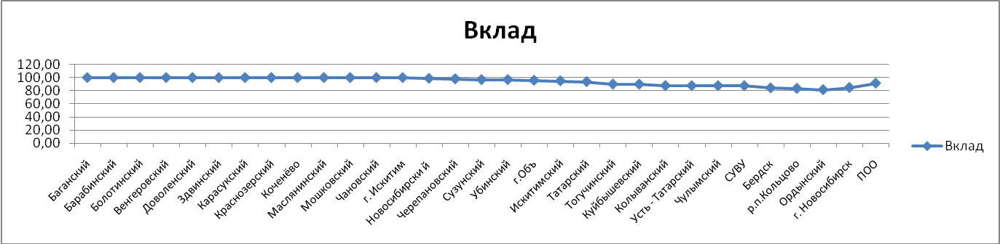 Вклад
120,00
100,00
80,00
60,00
40,00
20,00
0,00
Баганский
Барабинский
Болотинский
Венгеровский
Доволенский
Здвинский
Карасукский
Краснозерский
Коченёво
Маслянинский
Мошковский
Чановский
г. Искитим
Новосибирски й
Черепановский
Сузунский
Убинский
г.Обь
Искитимский
Татарский
Тогучинский
Куйбышевский
Колыванский
Усть - Татарский
Чулымский
СУВУ
Бердск
р.п.Кольцово
Ордынский
г. Новосибирск
ПОО
Вклад